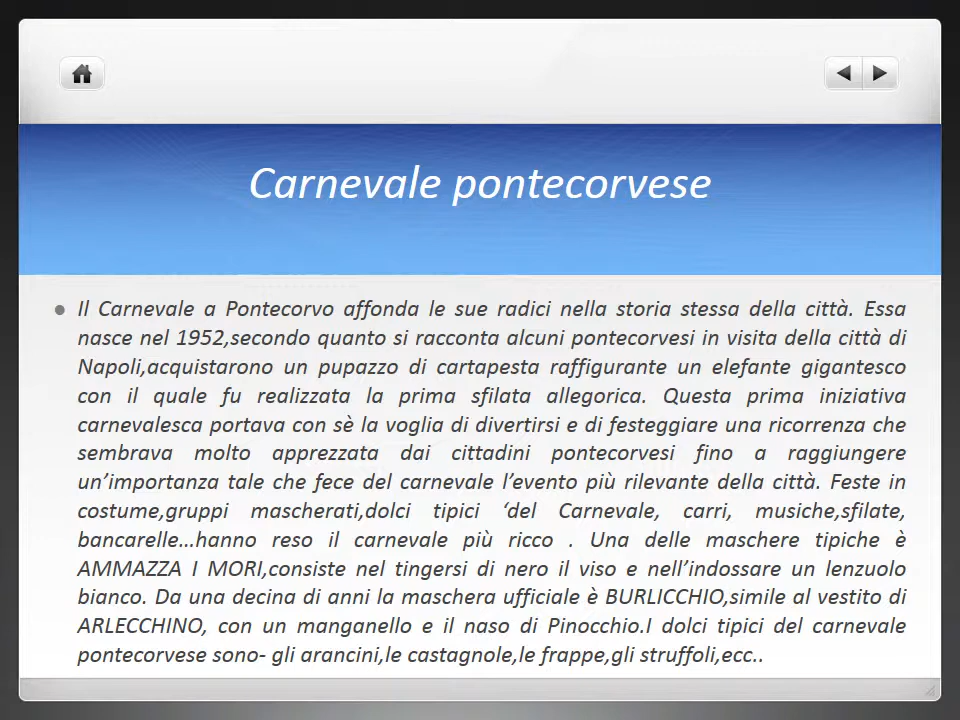 Carnevale pontecorvese
Il Carnevale a Pontecorvo affonda le sue radici nella storia stessa della città. Essa
nasce nel 1952,secondo quanto si racconta alcuni pontecorvesi in visita della città di
Napoli,acquistarono un pupazzo di cartapesta raffigurante un elefante gigantesco
con il quale fu realizzata la prima sfilata allegorica. Questa prima iniziativa
carnevalesca portava con sè la voglia di divertirsi e di festeggiare una ricorrenza che
sembrava molto apprezzata dai cittadini pontecorvesi fino a raggiungere
un’importanza tale che fece del carnevale l’evento più rilevante della città. Feste in
costume,gruppi mascherati,dolci tipici ‘del Carnevale, carri, musiche,sfilate,
bancarelle…hanno reso il carnevale più ricco . Una delle maschere tipiche è
AMMAZZA I MORI,consiste nel tingersi di nero il viso e nell’indossare un lenzuolo
bianco. Da una decina di anni la maschera ufficiale è BURLICCHIO,simile al vestito di
ARLECCHINO, con un manganello e il naso di Pinocchio.I dolci tipici del carnevale
pontecorvese sono- gli arancini,le castagnole,le frappe,gli struffoli,ecc..